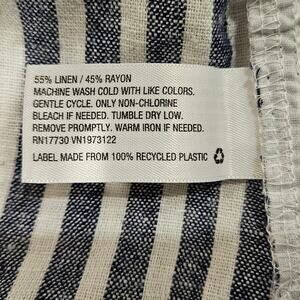 55% LINEN / 45% RAYON
MACHINE WASH COLD WITH LIKE COLORS.
GENTLE CYCLE. ONLY NON-CHLORINE
BLEACH IF NEEDED. TUMBLE DRY LOW.
REMOVE PROMPTLY. WARM IRON IF NEEDED.
RN17730 VN1973122
LABEL MADE FROM 100% RECYCLED PLASTIC